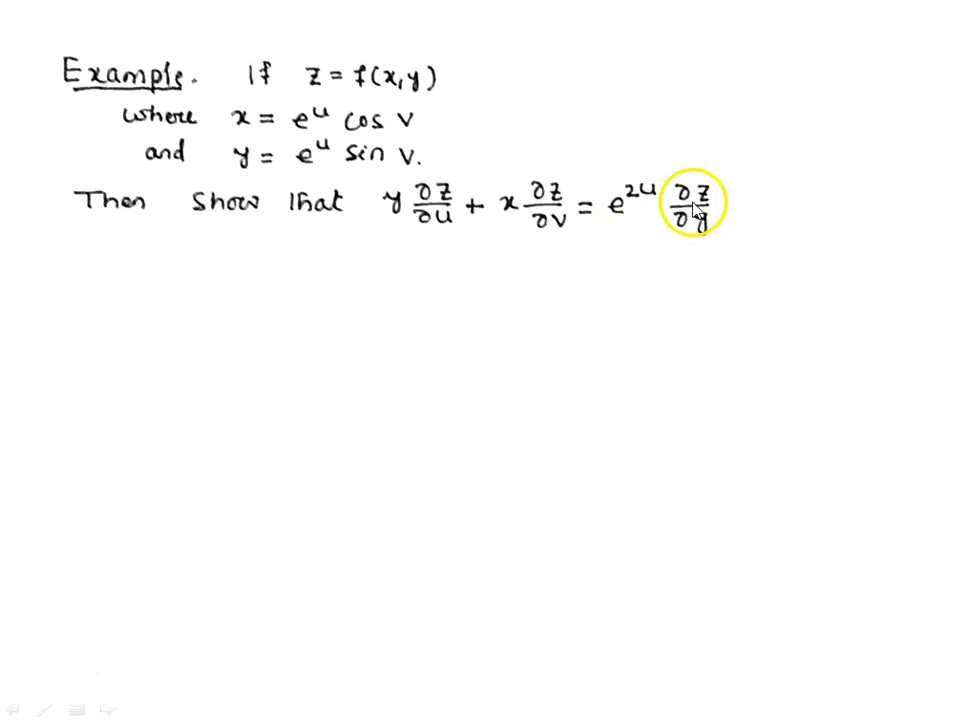 Example. If z = f(x,y)
where x = e^u cos v
and y = e^u sin v.
Then show that y ∂z/∂u + x ∂z/∂v = e^2u ∂z/∂y